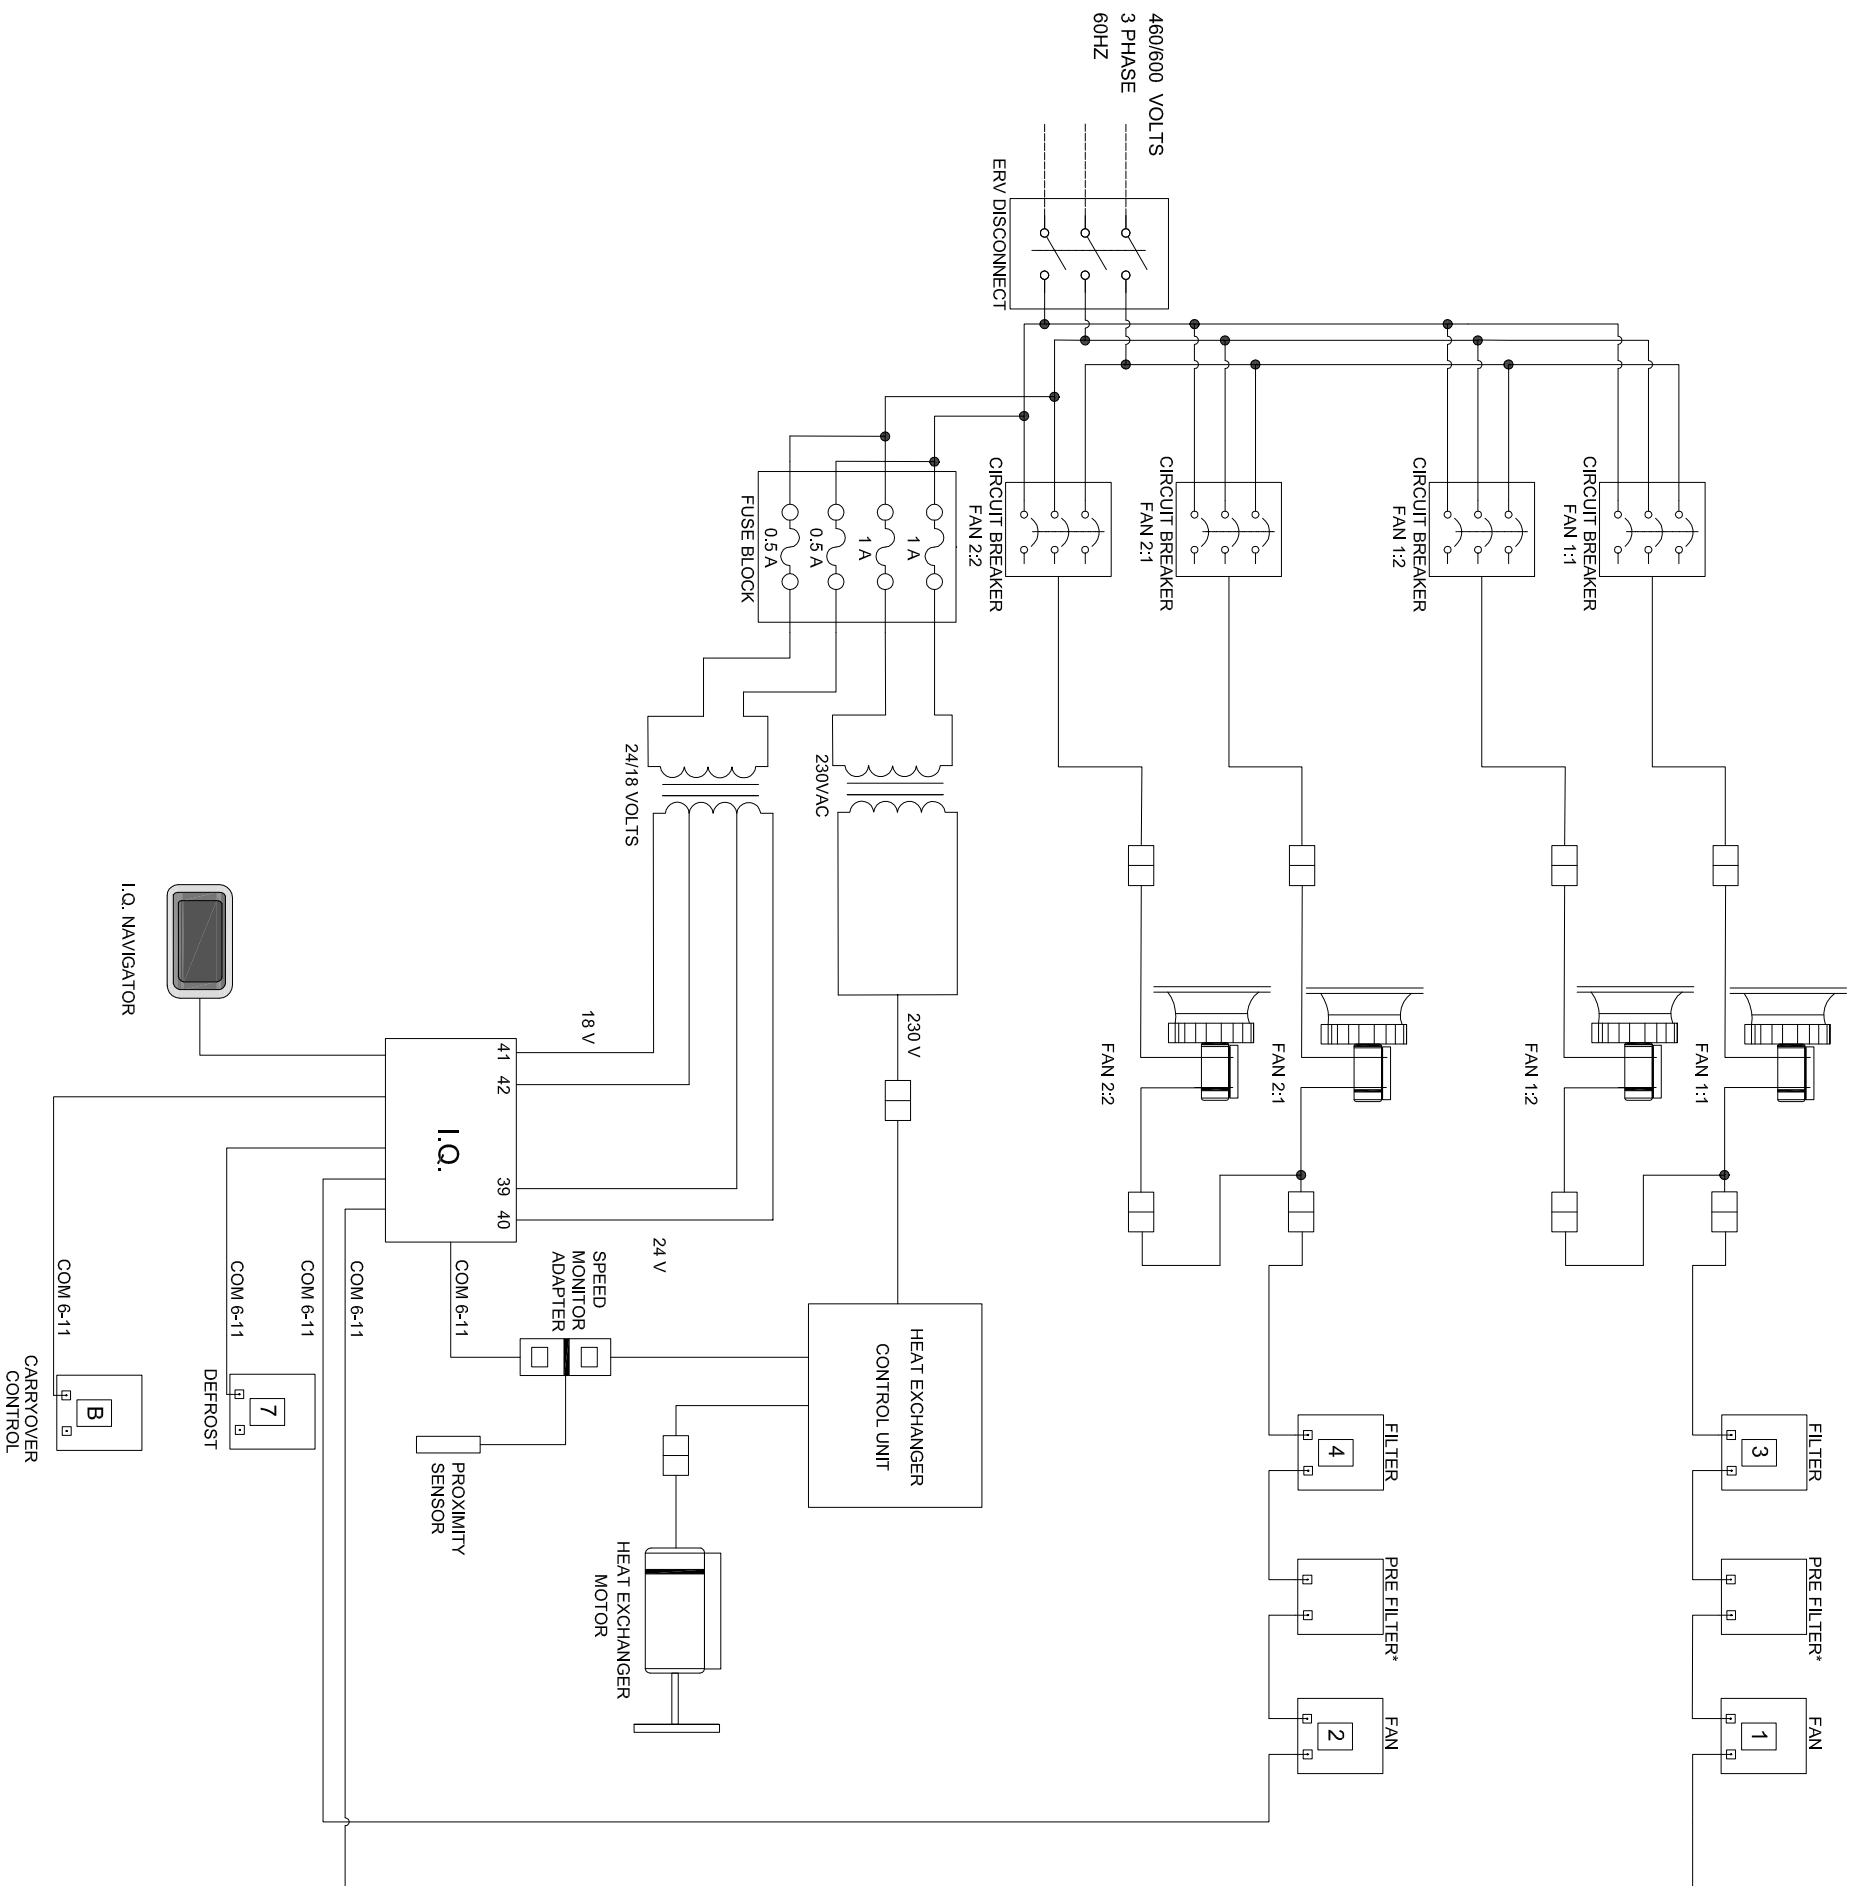 460/600 VOLTS
3 PHASE
60HZ
ERV DISCONNECT
CIRCUIT BREAKER
FAN 1:1
CIRCUIT BREAKER
FAN 1:2
CIRCUIT BREAKER
FAN 2:1
CIRCUIT BREAKER
FAN 2:2
1 A
1 A
0.5 A
0.5 A
FUSE BLOCK
230VAC
24/18 VOLTS
FAN 1:1
FAN 1:2
FAN 2:1
FAN 2:2
230 V
18 V
24 V
I.Q. NAVIGATOR
41
42
39
40
I.Q.
COM 6-11
COM 6-11
COM 6-11
COM 6-11
COM 6-11
SPEED
MONITOR
ADAPTER
HEAT EXCHANGER
CONTROL UNIT
PROXIMITY
SENSOR
HEAT EXCHANGER
MOTOR
FILTER
3
PRE FILTER*
FAN
1
FILTER
4
PRE FILTER*
FAN
2
7
DEFROST
B
CARRYOVER
CONTROL